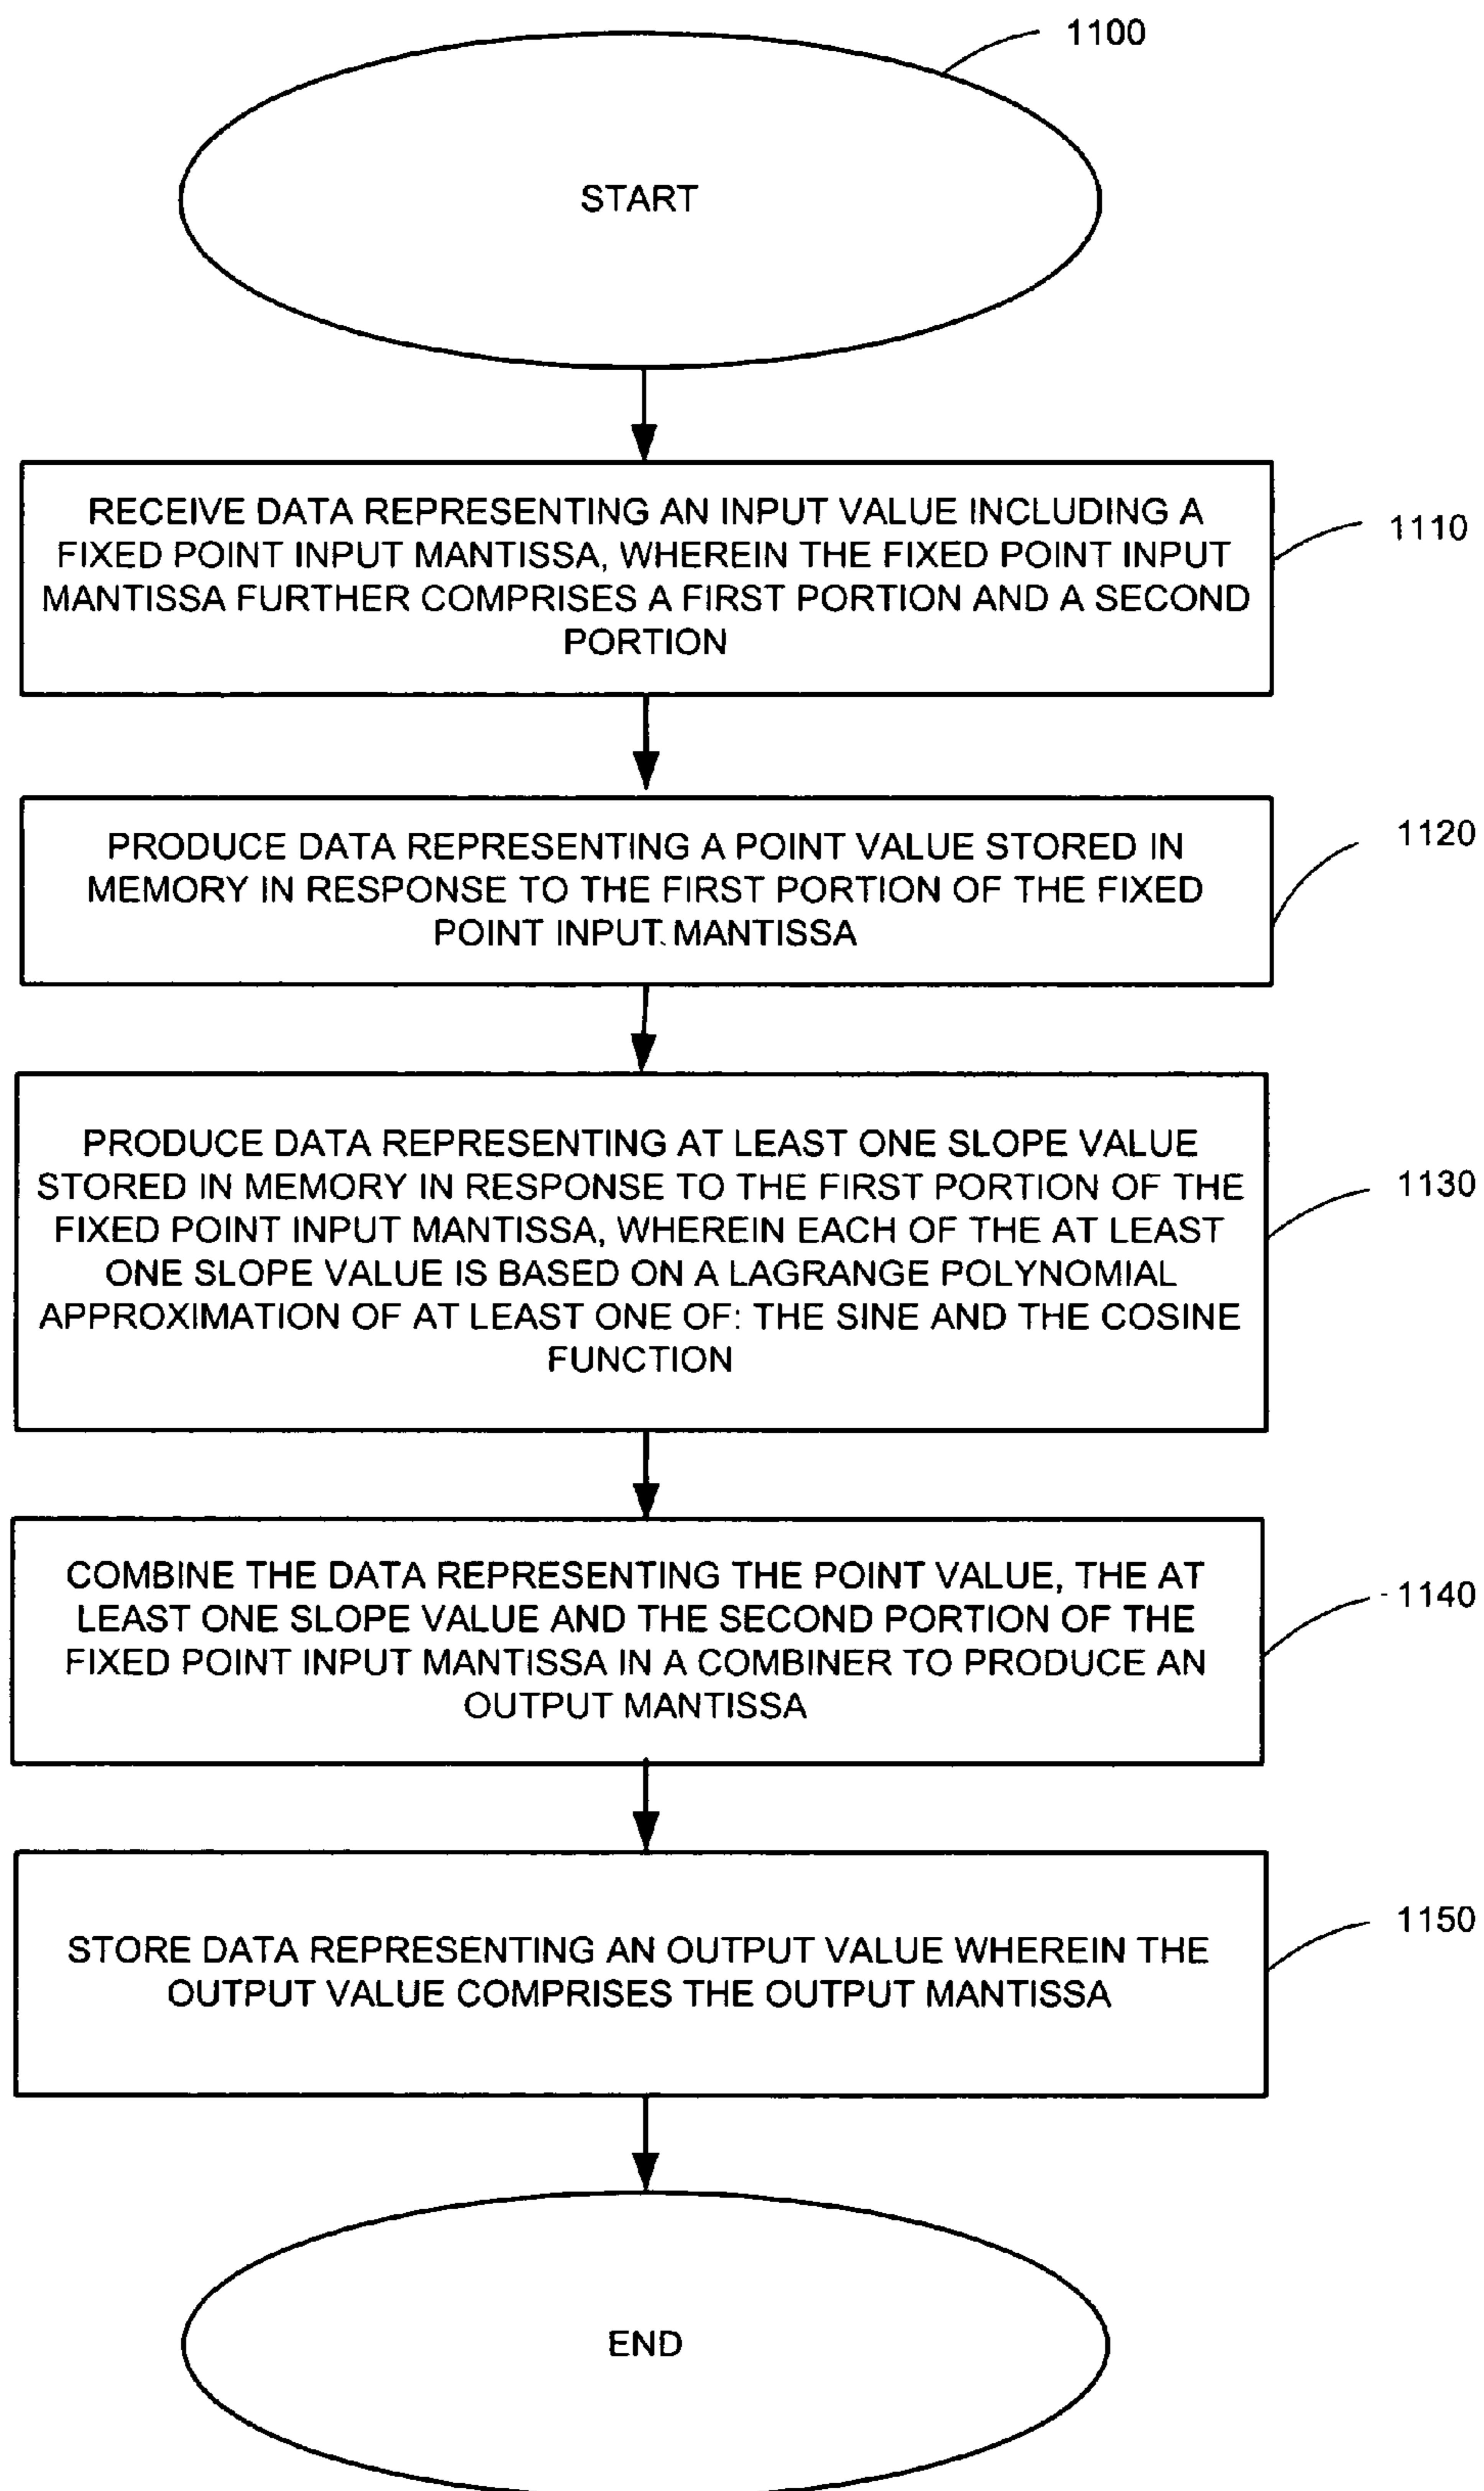 1100
START
RECEIVE DATA REPRESENTING AN INPUT VALUE INCLUDING A
FIXED POINT INPUT MANTISSA, WHEREIN THE FIXED POINT INPUT
MANTISSA FURTHER COMPRISES A FIRST PORTION AND A SECOND
PORTION
1110
PRODUCE DATA REPRESENTING A POINT VALUE STORED IN
MEMORY IN RESPONSE TO THE FIRST PORTION OF THE FIXED
POINT INPUT MANTISSA
1120
PRODUCE DATA REPRESENTING AT LEAST ONE SLOPE VALUE
STORED IN MEMORY IN RESPONSE TO THE FIRST PORTION OF THE
FIXED POINT INPUT MANTISSA, WHEREIN EACH OF THE AT LEAST
ONE SLOPE VALUE IS BASED ON A LAGRANGE POLYNOMIAL
APPROXIMATION OF AT LEAST ONE OF: THE SINE AND THE COSINE
FUNCTION
1130
COMBINE THE DATA REPRESENTING THE POINT VALUE, THE AT
LEAST ONE SLOPE VALUE AND THE SECOND PORTION OF THE
FIXED POINT INPUT MANTISSA IN A COMBINER TO PRODUCE AN
OUTPUT MANTISSA
1140
STORE DATA REPRESENTING AN OUTPUT VALUE WHEREIN THE
OUTPUT VALUE COMPRISES THE OUTPUT MANTISSA
1150
END